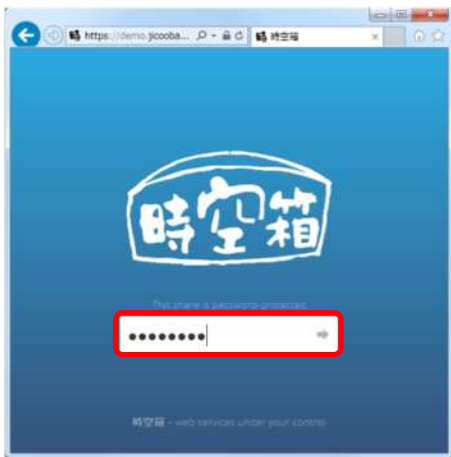 https://demo.jicooba... 時空箱
時空箱
This share is password-protected
●●●●●●●●
時空箱 – web services under your control